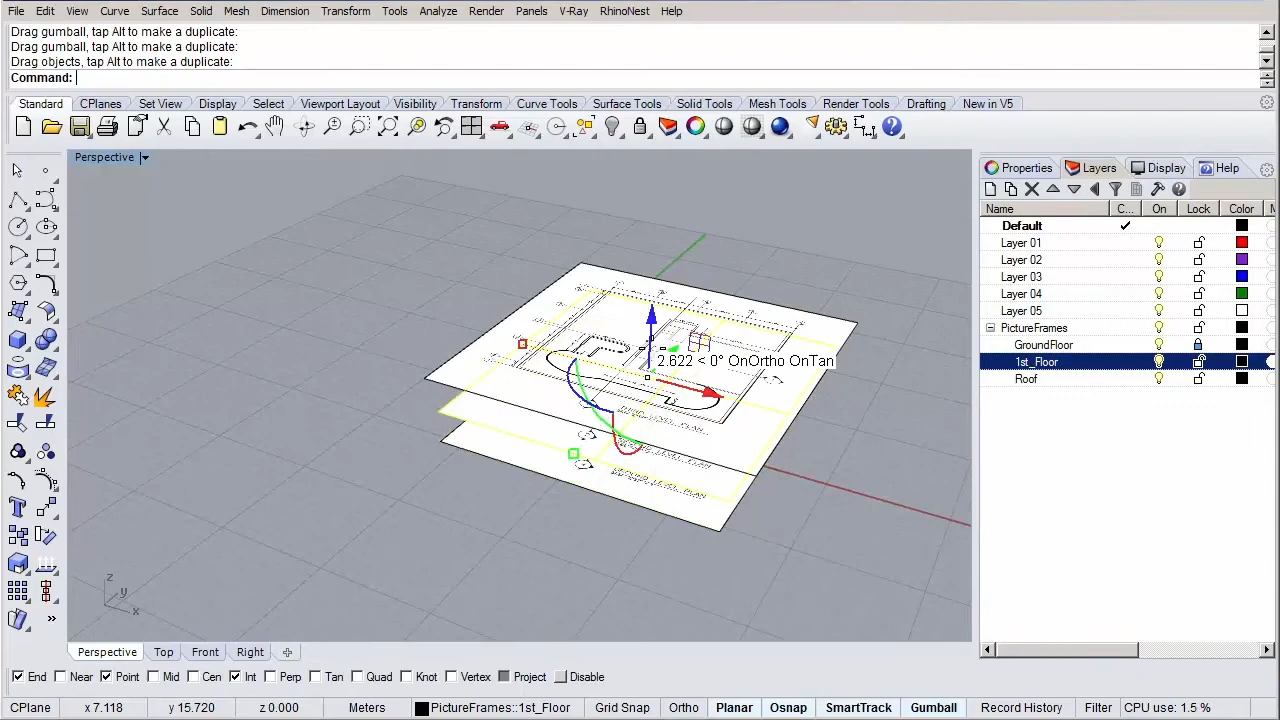 File Edit View Curve Surface Solid Mesh Dimension Transform Tools Analyze Render Panels V-Ray RhinoNest Help
Drag gumball, tap Alt to make a duplicate:
Drag gumball, tap Alt to make a duplicate:
Drag objects, tap Alt to make a duplicate:
Command:
Standard CPlanes Set View Display Select Viewport Layout Visibility Transform Curve Tools Surface Tools Solid Tools Mesh Tools Render Tools Drafting New in V5
Perspective
Properties Layers Display Help
Name C... On Lock Color M
Default
Layer 01
Layer 02
Layer 03
Layer 04
Layer 05
PictureFrames
GroundFloor
1st_Floor
Roof
2.622 < 0° OnOrtho OnTan
z
y
x
Perspective Top Front Right
End Near Point Mid Cen Int Perp Tan Quad Knot Vertex Project Disable
CPlane x 7.118 y 15.720 z 0.000 Meters PictureFrames::1st_Floor Grid Snap Ortho Planar Osnap SmartTrack Gumball Record History Filter CPU use: 1.5 %